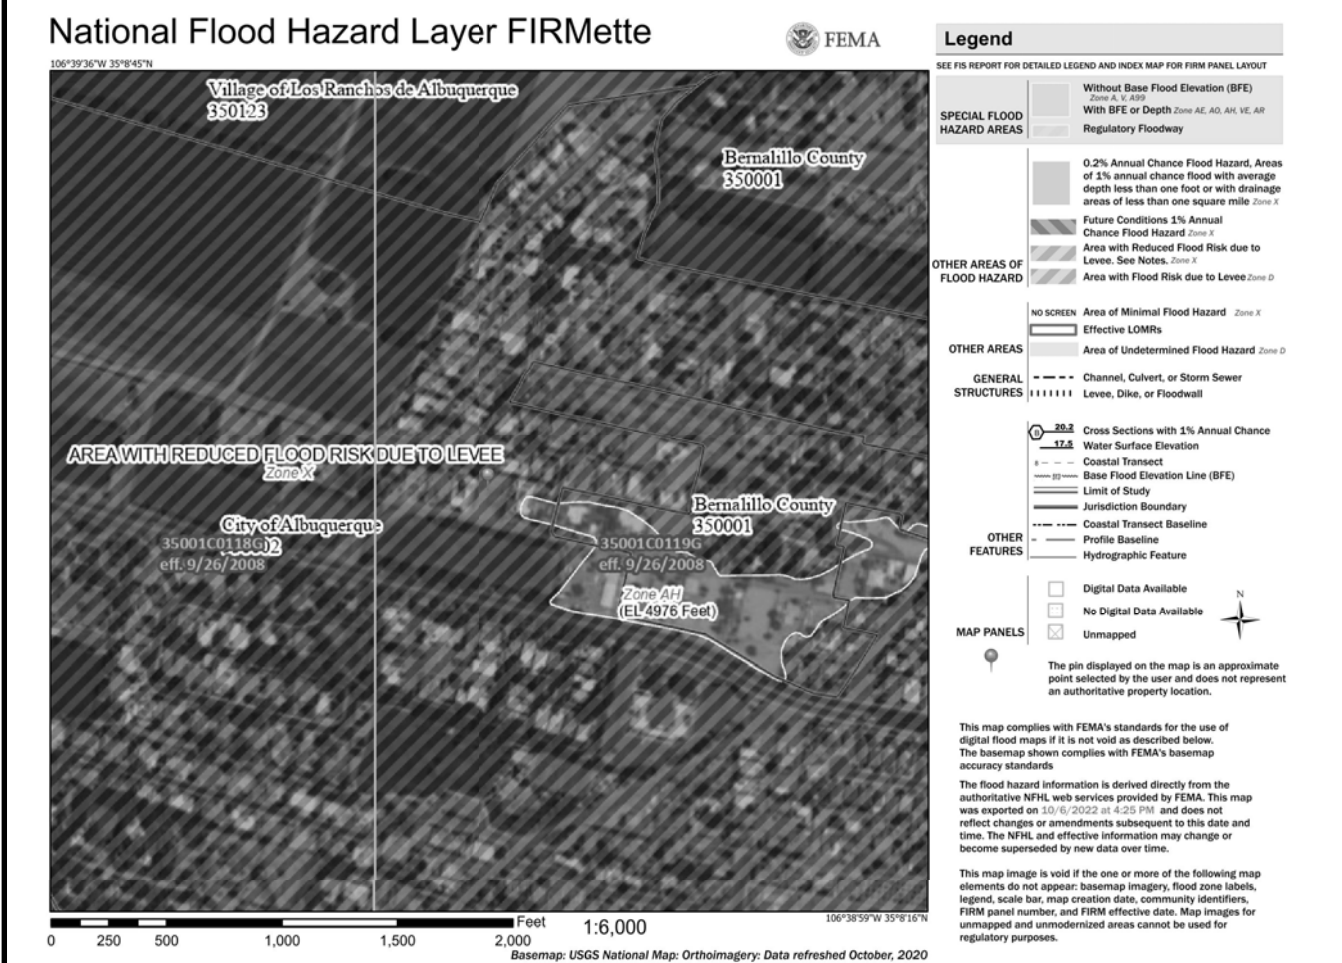 National Flood Hazard Layer FIRMette
FEMA
106°39'36"W 35°8'45"N
Village of Los Ranchos de Albuquerque
350123
Bernalillo County
350001
AREA WITH REDUCED FLOOD RISK DUE TO LEVEE
Zone X
City of Albuquerque
35001C0118G
eff. 9/26/2008
Bernalillo County
350001
35001C0119G
eff. 9/26/2008
Zone AH
(EL 4976 Feet)
106°38'59"W 35°8'16"N
Feet
1:6,000
0 250 500 1,000 1,500 2,000
Basemap: USGS National Map: Orthoimagery: Data refreshed October, 2020
Legend
SEE FIS REPORT FOR DETAILED LEGEND AND INDEX MAP FOR FIRM PANEL LAYOUT
SPECIAL FLOOD
HAZARD AREAS
Without Base Flood Elevation (BFE)
Zone A, V, A99
With BFE or Depth Zone AE, AO, AH, VE, AR
Regulatory Floodway
0.2% Annual Chance Flood Hazard, Areas
of 1% annual chance flood with average
depth less than one foot or with drainage
areas of less than one square mile Zone X
Future Conditions 1% Annual
Chance Flood Hazard Zone X
Area with Reduced Flood Risk due to
Levee. See Notes. Zone X
Area with Flood Risk due to Levee Zone D
OTHER AREAS OF
FLOOD HAZARD
NO SCREEN Area of Minimal Flood Hazard Zone X
Effective LOMRs
OTHER AREAS
Area of Undetermined Flood Hazard Zone D
GENERAL
STRUCTURES
Channel, Culvert, or Storm Sewer
Levee, Dike, or Floodwall
B 20.2 Cross Sections with 1% Annual Chance
17.5 Water Surface Elevation
8 Coastal Transect
513 Base Flood Elevation Line (BFE)
Limit of Study
Jurisdiction Boundary
Coastal Transect Baseline
OTHER
FEATURES
Profile Baseline
Hydrographic Feature
Digital Data Available
No Digital Data Available
Unmapped
MAP PANELS
N
The pin displayed on the map is an approximate
point selected by the user and does not represent
an authoritative property location.
This map complies with FEMA's standards for the use of
digital flood maps if it is not void as described below.
The basemap shown complies with FEMA's basemap
accuracy standards
The flood hazard information is derived directly from the
authoritative NFHL web services provided by FEMA. This map
was exported on 10/6/2022 at 4:25 PM and does not
reflect changes or amendments subsequent to this date and
time. The NFHL and effective information may change or
become superseded by new data over time.
This map image is void if the one or more of the following map
elements do not appear: basemap imagery, flood zone labels,
legend, scale bar, map creation date, community identifiers,
FIRM panel number, and FIRM effective date. Map images for
unmapped and unmodernized areas cannot be used for
regulatory purposes.